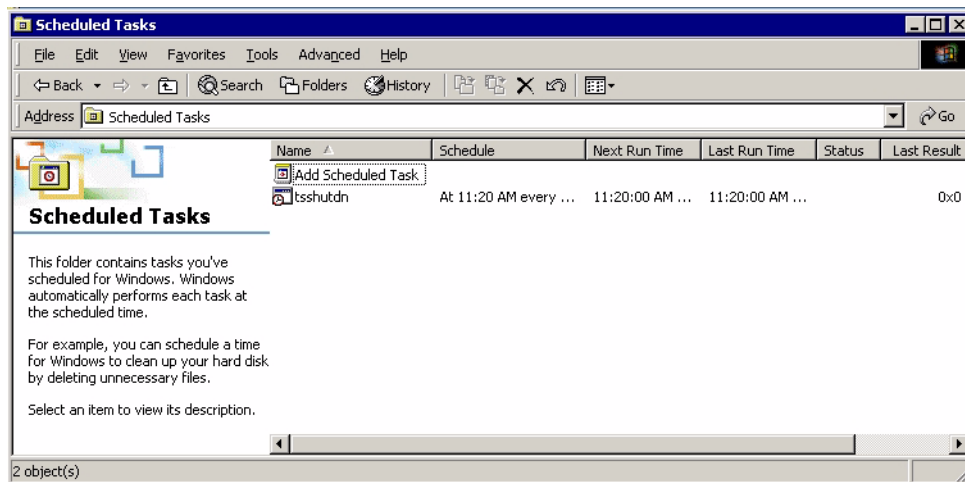 Scheduled Tasks
File Edit View Favorites Tools Advanced Help
Back Search Folders History
Address Scheduled Tasks Go
Name Schedule Next Run Time Last Run Time Status Last Result
Add Scheduled Task
tsshutdn At 11:20 AM every ... 11:20:00 AM ... 11:20:00 AM ... 0x0
Scheduled Tasks
This folder contains tasks you've
scheduled for Windows. Windows
automatically performs each task at
the scheduled time.
For example, you can schedule a time
for Windows to clean up your hard disk
by deleting unnecessary files.
Select an item to view its description.
2 object(s)